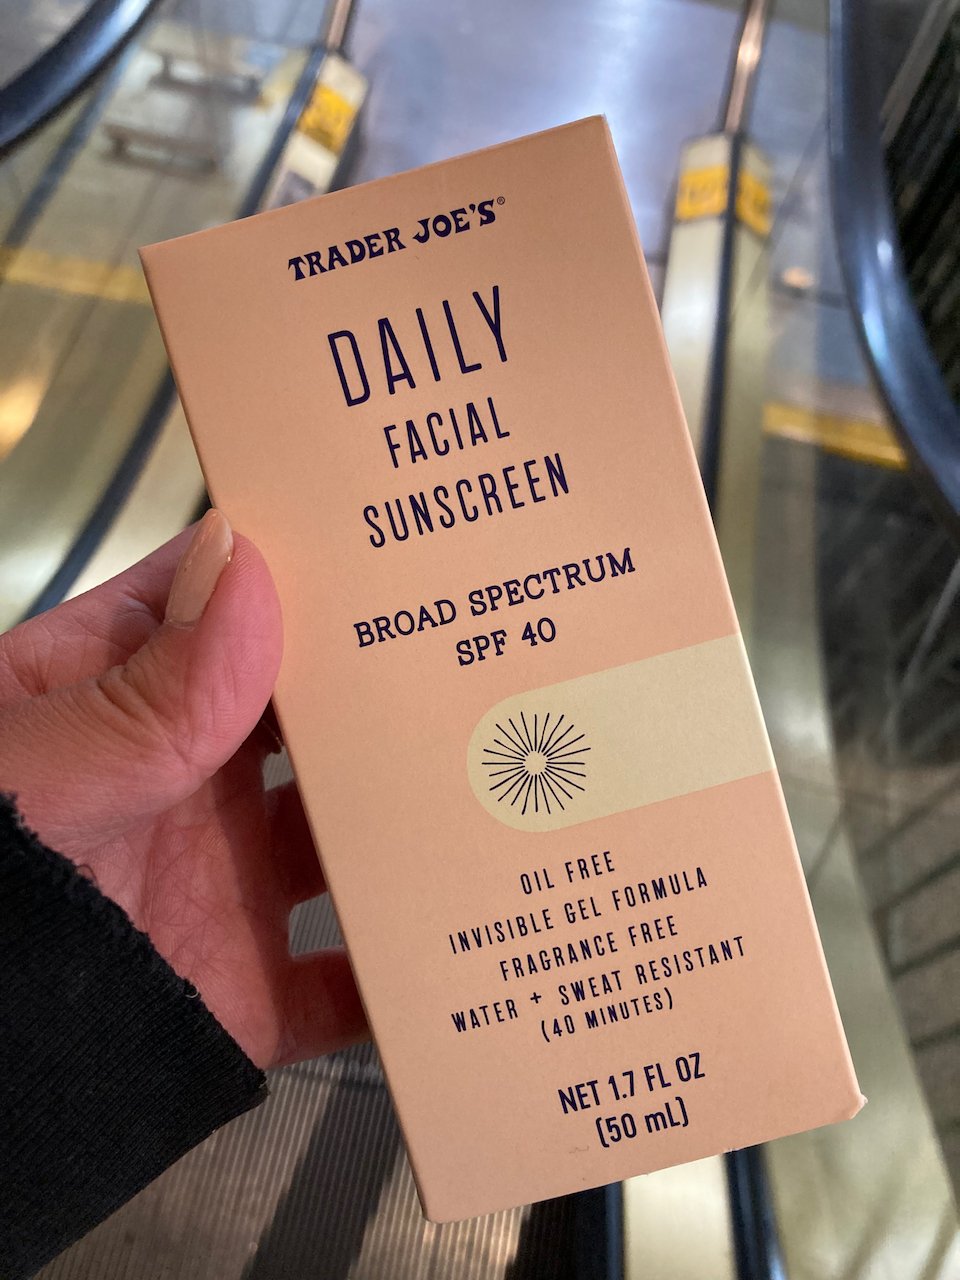 TRADER JOE'S®
DAILY
FACIAL
SUNSCREEN
BROAD SPECTRUM
SPF 40
OIL FREE
INVISIBLE GEL FORMULA
FRAGRANCE FREE
WATER + SWEAT RESISTANT
(40 MINUTES)
NET 1.7 FL OZ
(50 mL)